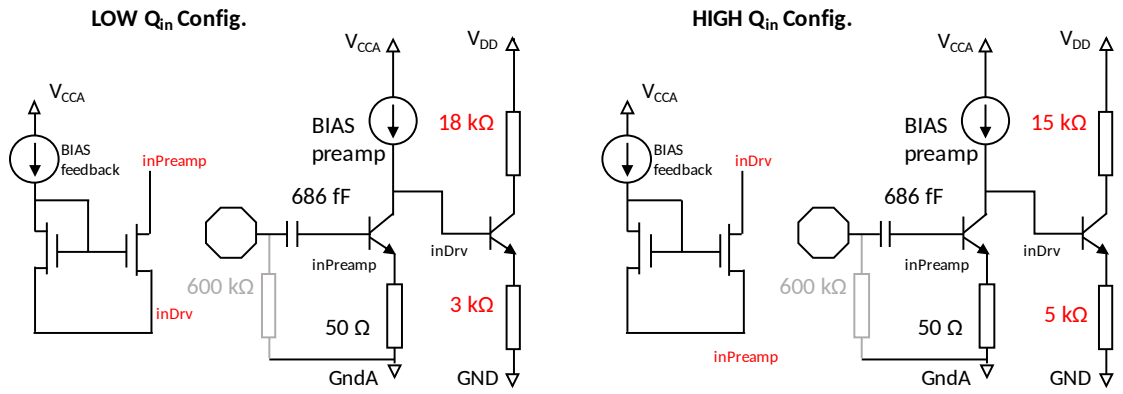 LOW Qin Config.
VCCA
VDD
VCCA
BIAS
feedback
inPreamp
BIAS
preamp
18 kΩ
686 fF
inPreamp
inDrv
600 kΩ
inDrv
3 kΩ
50 Ω
GndA
GND
HIGH Qin Config.
VCCA
VDD
VCCA
BIAS
feedback
inDrv
BIAS
preamp
15 kΩ
686 fF
inPreamp
inDrv
600 kΩ
5 kΩ
50 Ω
inPreamp
GndA
GND